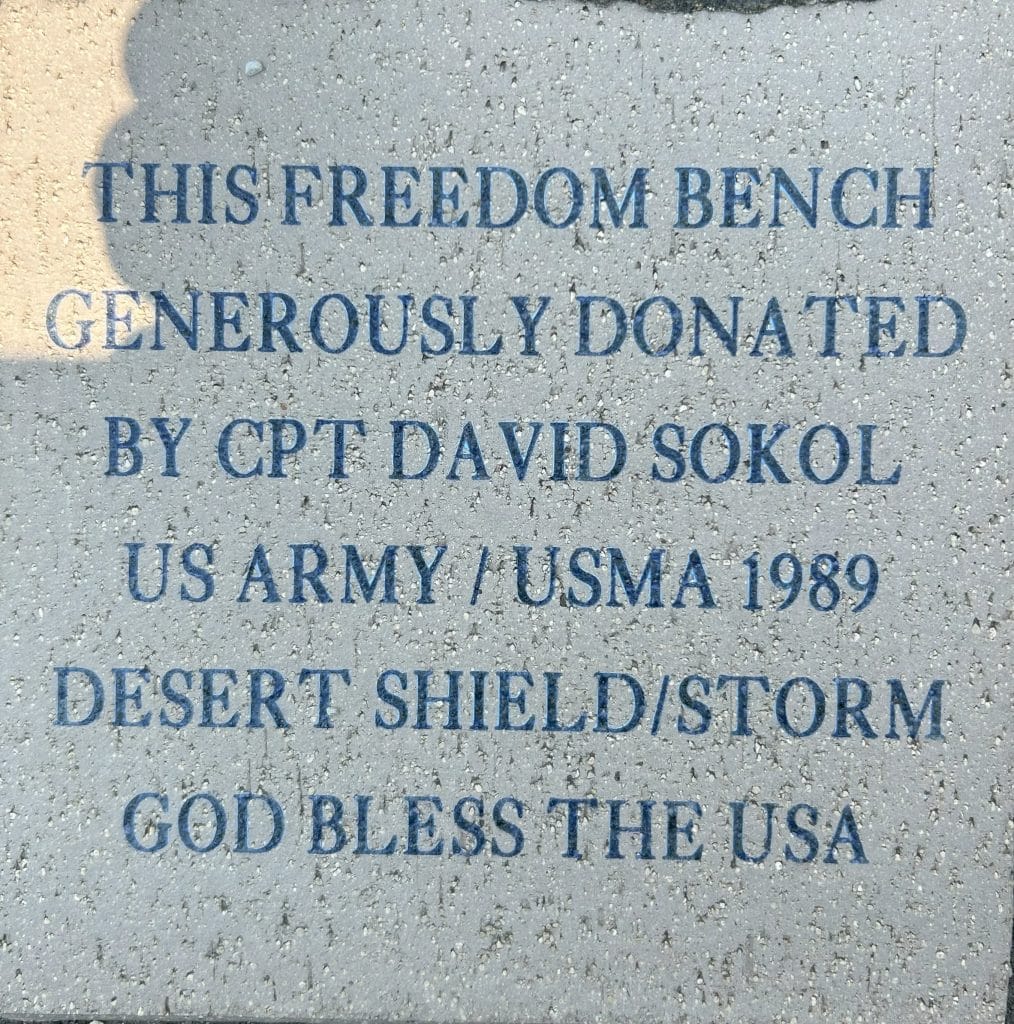 THIS FREEDOM BENCH
GENEROUSLY DONATED
BY CPT DAVID SOKOL
US ARMY / USMA 1989
DESERT SHIELD/STORM
GOD BLESS THE USA